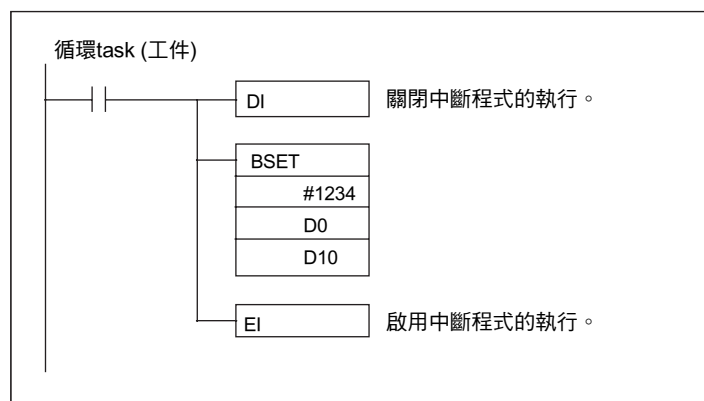 循環task (工件)
DI 關閉中斷程式的執行。
BSET
#1234
D0
D10
EI 啟用中斷程式的執行。